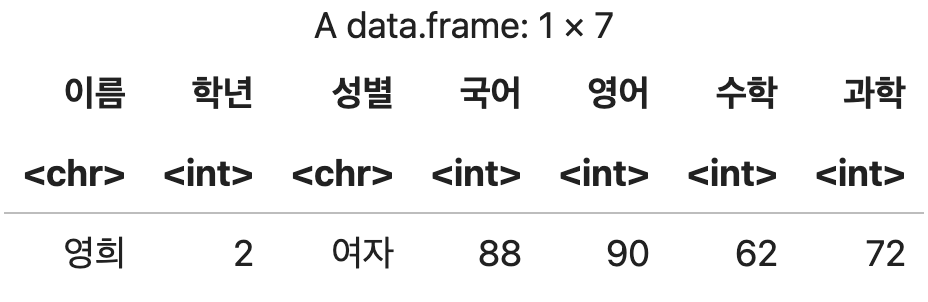 A data.frame: 1 × 7
이름 학년 성별 국어 영어 수학 과학
<chr> <int> <chr> <int> <int> <int> <int>
영희 2 여자 88 90 62 72